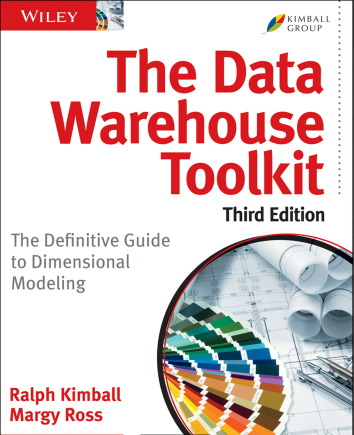 WILEY
KIMBALL
GROUP
The Data
Warehouse
Toolkit
Third Edition
The Definitive Guide
to Dimensional
Modeling
Ralph Kimball
Margy Ross